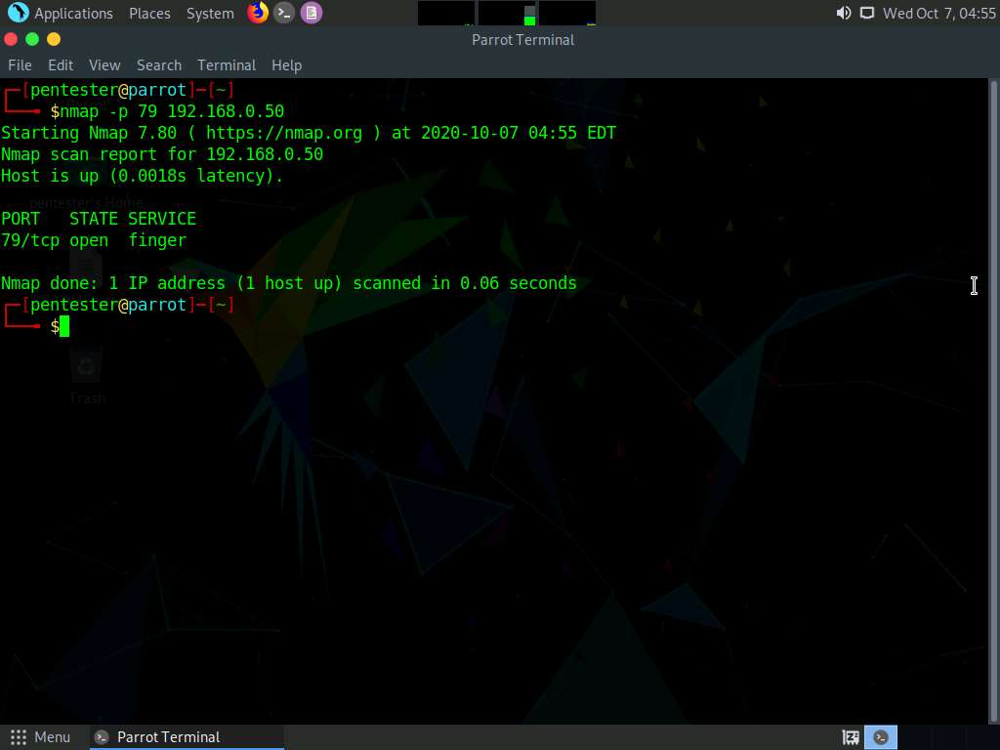 Applications Places System
Wed Oct 7, 04:55
Parrot Terminal
File Edit View Search Terminal Help
┌─[pentester@parrot]─[~]
└──╼ $nmap -p 79 192.168.0.50
Starting Nmap 7.80 ( https://nmap.org ) at 2020-10-07 04:55 EDT
Nmap scan report for 192.168.0.50
Host is up (0.0018s latency).
pentester's Home
PORT   STATE SERVICE
79/tcp open  finger
Nmap done: 1 IP address (1 host up) scanned in 0.06 seconds
┌─[pentester@parrot]─[~]
└──╼ $
Trash
Menu
Parrot Terminal